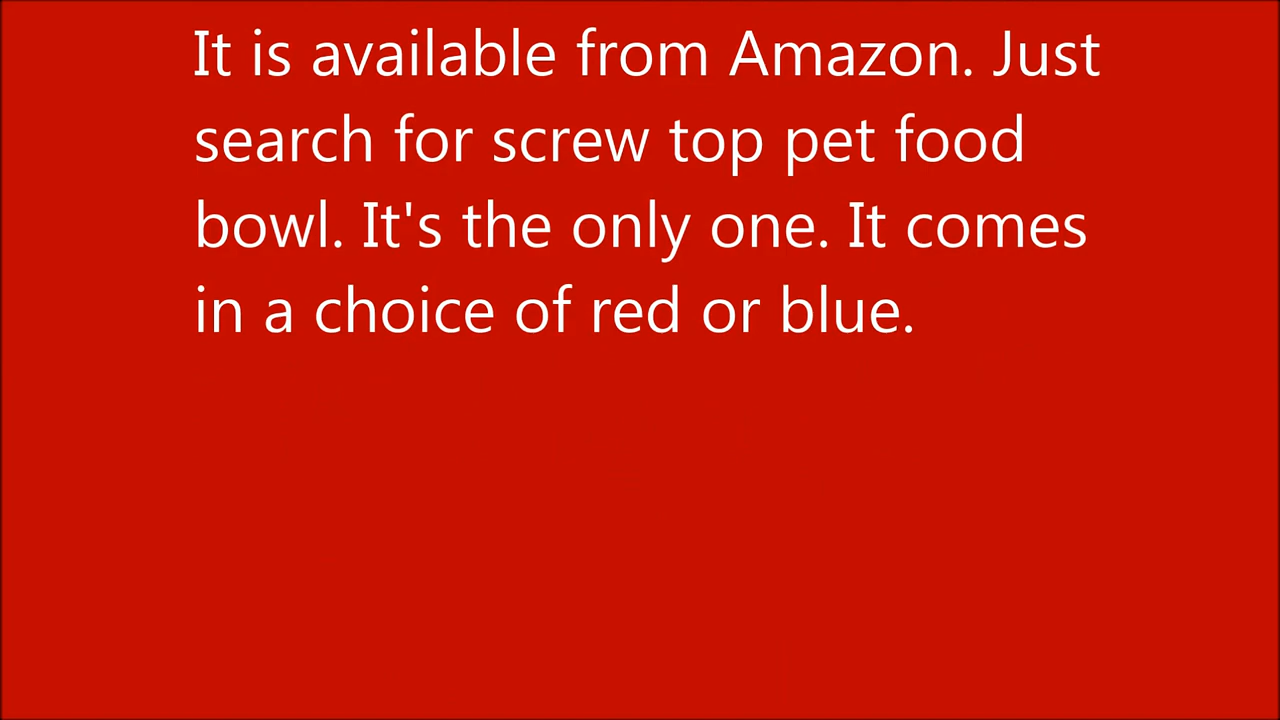 It is available from Amazon. Just
search for screw top pet food
bowl. It's the only one. It comes
in a choice of red or blue.